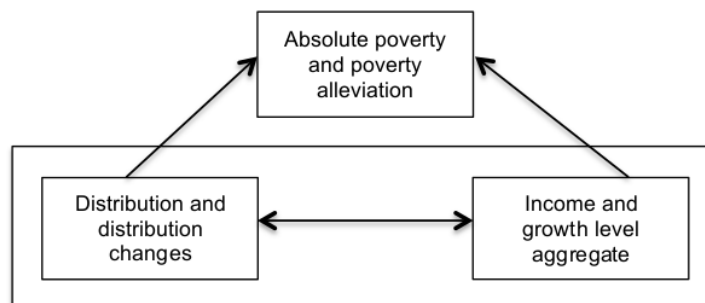 Absolute poverty
and poverty
alleviation
Distribution and
distribution
changes
Income and
growth level
aggregate